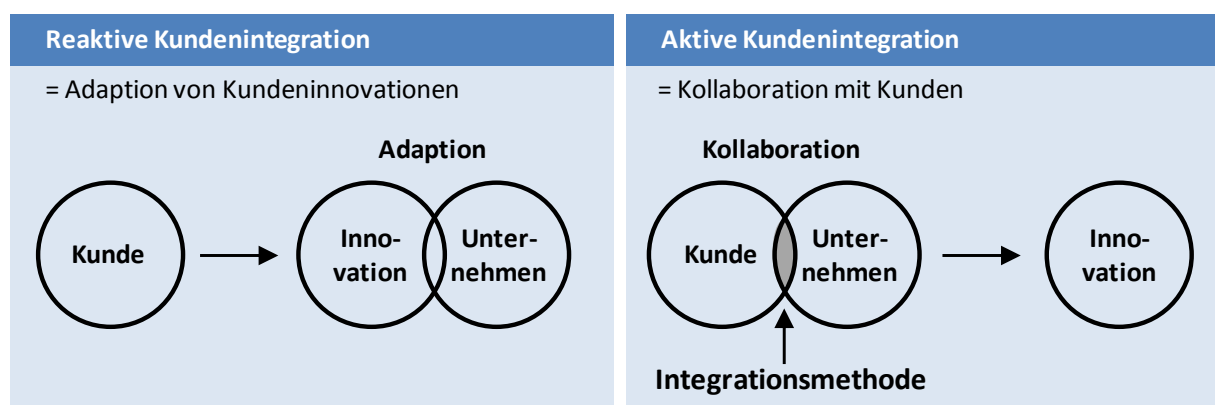 Reaktive Kundenintegration
= Adaption von Kundeninnovationen
Adaption
Kunde
Inno-
vation
Unter-
nehmen
Aktive Kundenintegration
= Kollaboration mit Kunden
Kollaboration
Kunde
Unter-
nehmen
Inno-
vation
Integrationsmethode